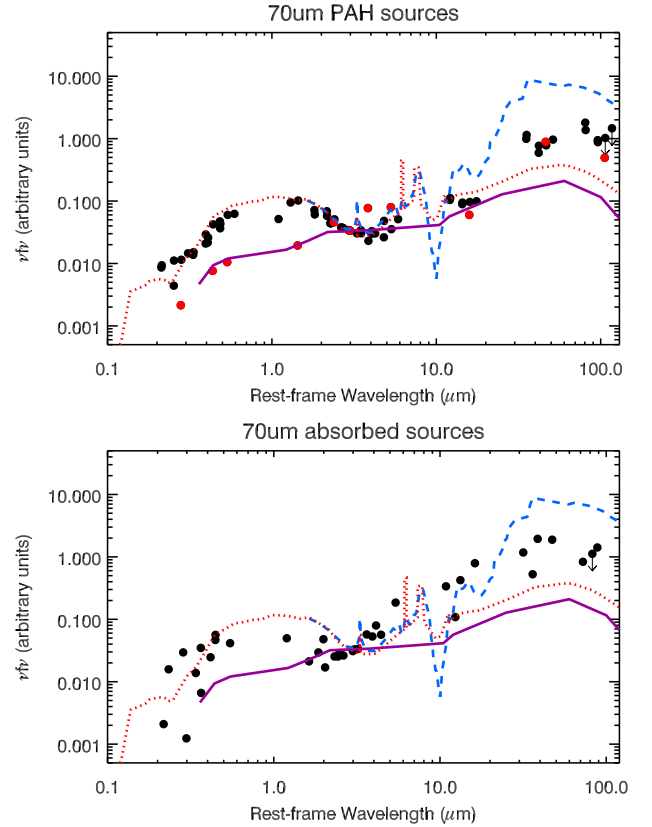 70um PAH sources
10.000
1.000
0.100
0.010
0.001
νfν (arbitrary units)
0.1 1.0 10.0 100.0
Rest-frame Wavelength (μm)
70um absorbed sources
10.000
1.000
0.100
0.010
0.001
νfν (arbitrary units)
0.1 1.0 10.0 100.0
Rest-frame Wavelength (μm)